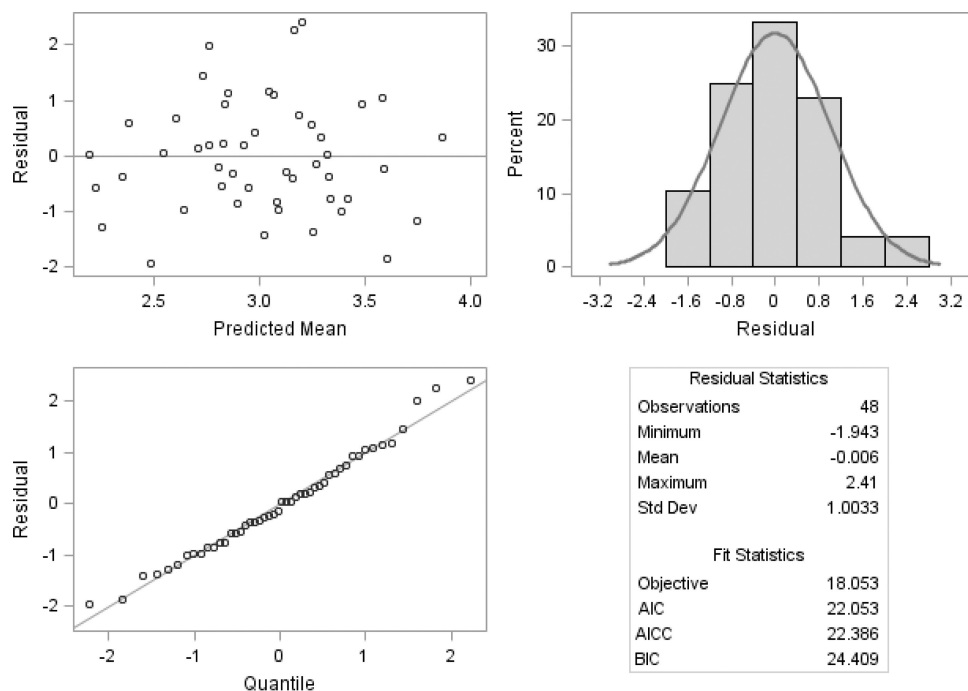 2
1
0
-1
-2
Residual
2.5 3.0 3.5 4.0
Predicted Mean
30
20
10
0
Percent
-3.2 -2.4 -1.6 -0.8 0 0.8 1.6 2.4 3.2
Residual
2
1
0
-1
-2
Residual
-2 -1 0 1 2
Quantile
Residual Statistics
Observations 48
Minimum -1.943
Mean -0.006
Maximum 2.41
Std Dev 1.0033
Fit Statistics
Objective 18.053
AIC 22.053
AICC 22.386
BIC 24.409